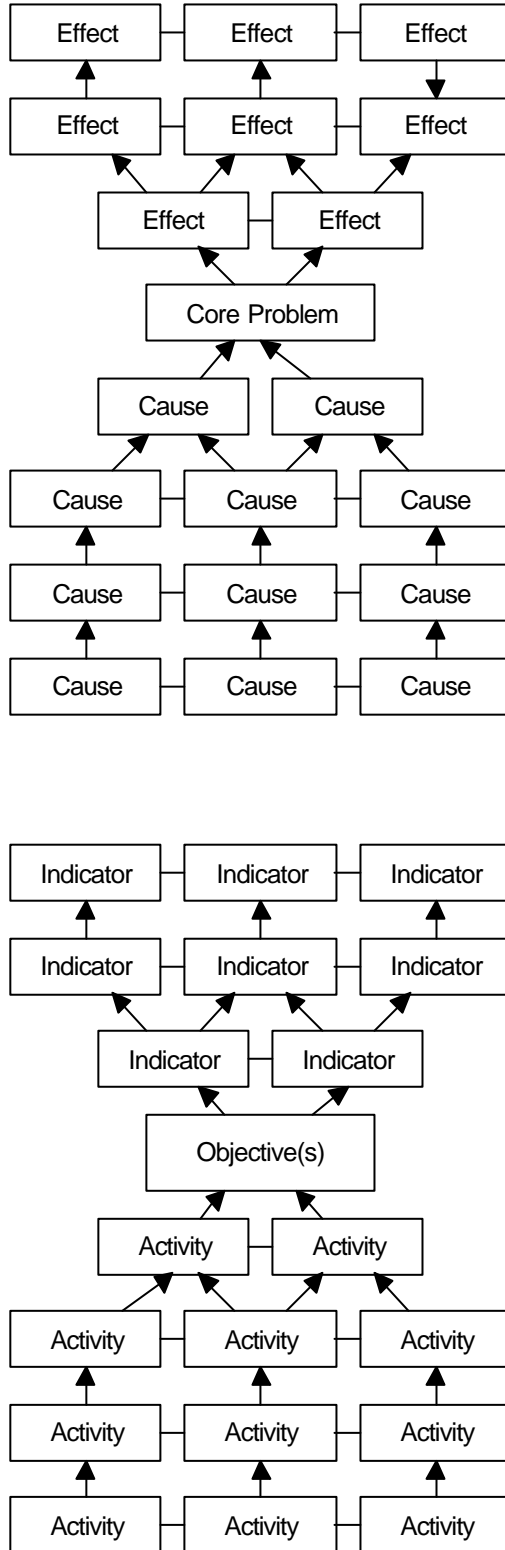 Effect Effect Effect
Effect Effect Effect
Effect Effect
Core Problem
Cause Cause
Cause Cause Cause
Cause Cause Cause
Cause Cause Cause
Indicator Indicator Indicator
Indicator Indicator Indicator
Indicator Indicator
Objective(s)
Activity Activity
Activity Activity Activity
Activity Activity Activity
Activity Activity Activity